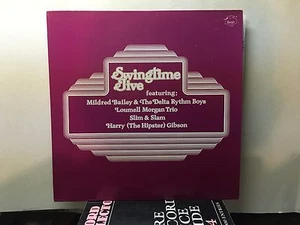 Swingtime
Jive
featuring;
Mildred Bailey & The Delta Rythm Boys
Loumell Morgan Trio
Slim & Slam
Harry (The Hipster) Gibson